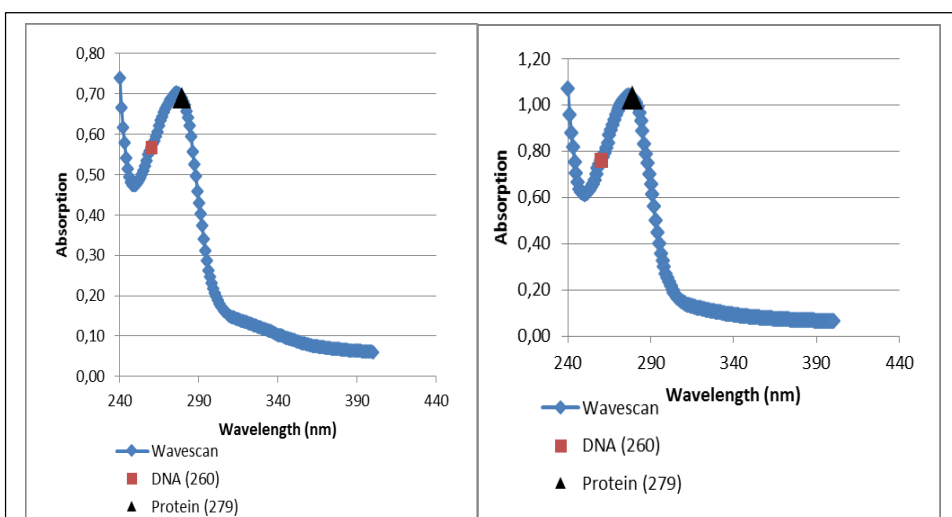 0,80
0,70
0,60
0,50
0,40
0,30
0,20
0,10
0,00
Absorption
240 290 340 390 440
Wavelength (nm)
Wavescan
DNA (260)
Protein (279)
1,20
1,00
0,80
0,60
0,40
0,20
0,00
Absorption
240 290 340 390 440
Wavelength (nm)
Wavescan
DNA (260)
Protein (279)